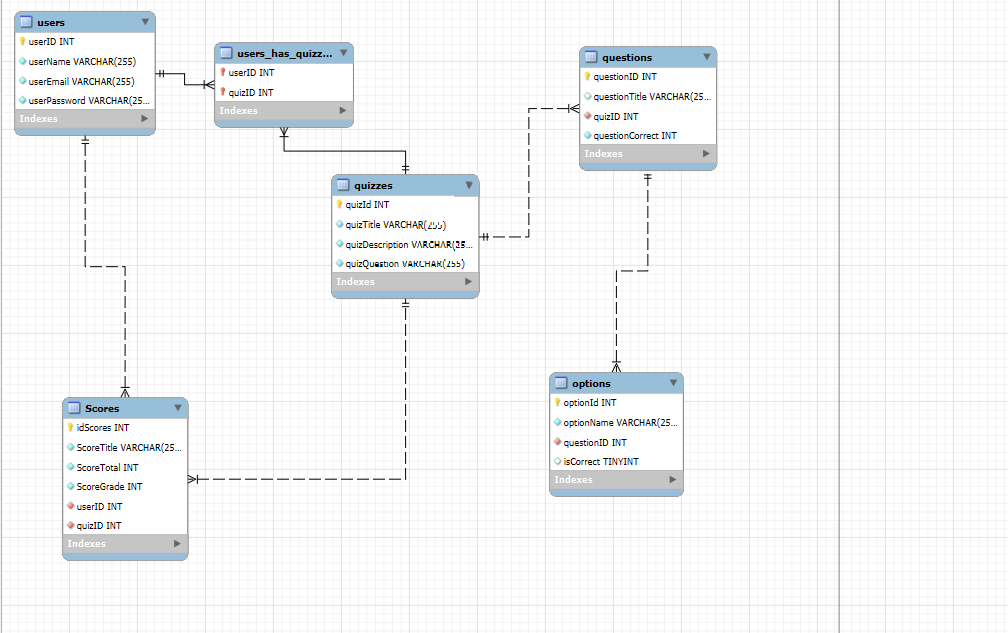 users
userID INT
userName VARCHAR(255)
userEmail VARCHAR(255)
userPassword VARCHAR(25...
Indexes
users_has_quizz...
userID INT
quizID INT
Indexes
questions
questionID INT
questionTitle VARCHAR(25...
quizID INT
questionCorrect INT
Indexes
quizzes
quizId INT
quizTitle VARCHAR(255)
quizDescription VARCHAR(25...
quizQuestion VARCHAR(255)
Indexes
Scores
idScores INT
ScoreTitle VARCHAR(25...
ScoreTotal INT
ScoreGrade INT
userID INT
quizID INT
Indexes
options
optionId INT
optionName VARCHAR(25...
questionID INT
isCorrect TINYINT
Indexes